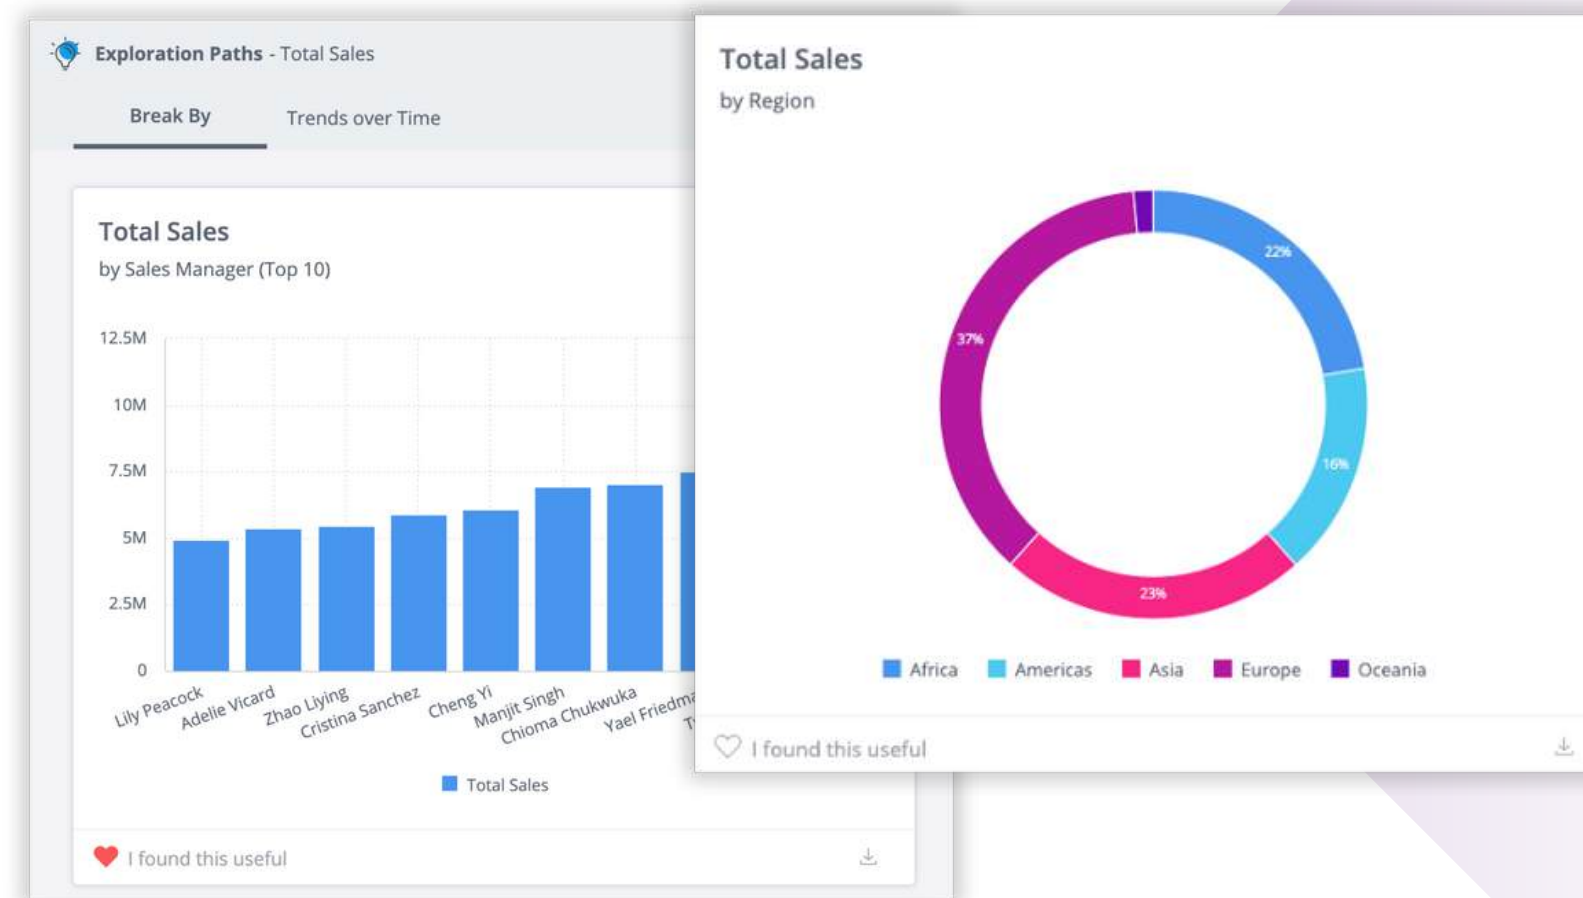 Exploration Paths - Total Sales
Break By
Trends over Time
Total Sales
by Sales Manager (Top 10)
12.5M
10M
7.5M
5M
2.5M
0
Lily Peacock
Adelie Vicard
Zhao Liying
Cristina Sanchez
Cheng Yi
Manjit Singh
Chioma Chukwuka
Yael
Total Sales
I found this useful
Total Sales
by Region
22%
37%
16%
23%
Africa Americas Asia Europe Oceania
I found this useful